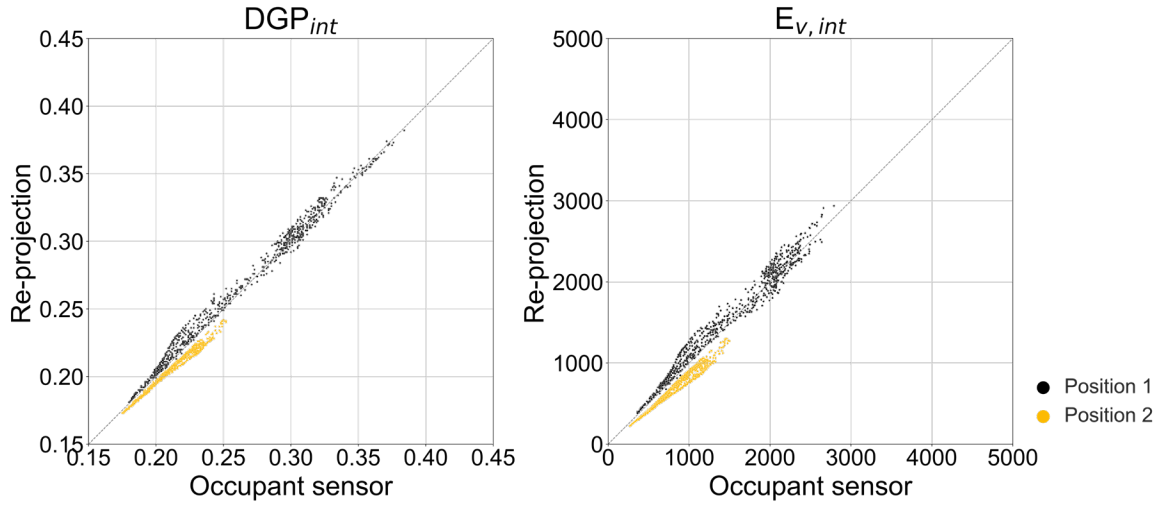 DGPint
0.45
0.40
0.35
0.30
0.25
0.20
0.15
Re-projection
0.15 0.20 0.25 0.30 0.35 0.40 0.45
Occupant sensor
Ev, int
5000
4000
3000
2000
1000
0
Re-projection
0 1000 2000 3000 4000 5000
Occupant sensor
Position 1
Position 2